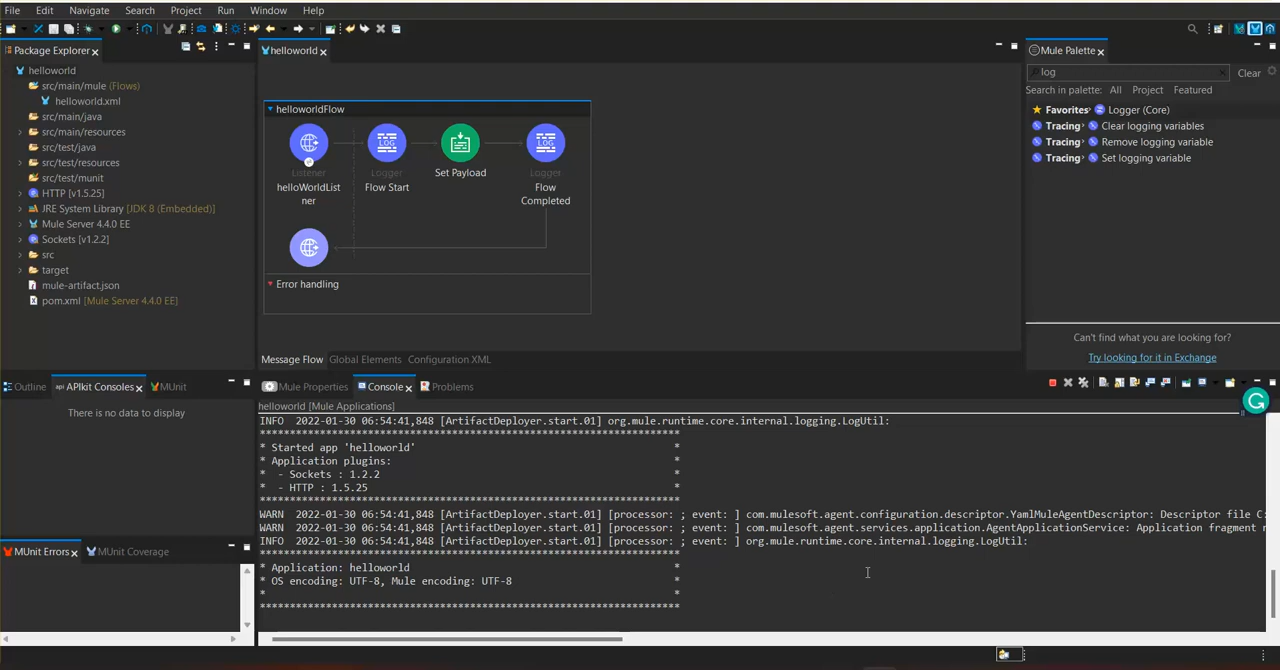 File Edit Navigate Search Project Run Window Help
Package Explorer
helloworld
src/main/mule (Flows)
helloworld.xml
src/main/java
src/main/resources
src/test/java
src/test/resources
src/test/munit
HTTP [v1.5.25]
JRE System Library [JDK 8 (Embedded)]
Mule Server 4.4.0 EE
Sockets [v1.2.2]
src
target
mule-artifact.json
pom.xml [Mule Server 4.4.0 EE]
helloworld
helloworldFlow
LOG
LOG
Listener
Logger
Set Payload
Logger
helloWorldListner
Flow Start
Flow
Completed
Error handling
Message Flow Global Elements Configuration XML
Mule Palette
log
Clear
Search in palette: All Project Featured
Favorites Logger (Core)
Tracing Clear logging variables
Tracing Remove logging variable
Tracing Set logging variable
Can't find what you are looking for?
Try looking for it in Exchange
Outline api APIkit Consoles MUnit
There is no data to display
MUnit Errors MUnit Coverage
Mule Properties Console Problems
helloworld [Mule Applications]
INFO 2022-01-30 06:54:41,848 [ArtifactDeployer.start.01] org.mule.runtime.core.internal.logging.LogUtil:
**********************************************************************
* Started app 'helloworld' *
* Application plugins: *
* - Sockets : 1.2.2 *
* - HTTP : 1.5.25 *
**********************************************************************
WARN 2022-01-30 06:54:41,848 [ArtifactDeployer.start.01] [processor: ; event: ] com.mulesoft.agent.configuration.descriptor.YamlMuleAgentDescriptor: Descriptor file C:
WARN 2022-01-30 06:54:41,848 [ArtifactDeployer.start.01] [processor: ; event: ] com.mulesoft.agent.services.application.AgentApplicationService: Application fragment n
INFO 2022-01-30 06:54:41,848 [ArtifactDeployer.start.01] [processor: ; event: ] org.mule.runtime.core.internal.logging.LogUtil:
**********************************************************************
* Application: helloworld *
* OS encoding: UTF-8, Mule encoding: UTF-8 *
* *
**********************************************************************